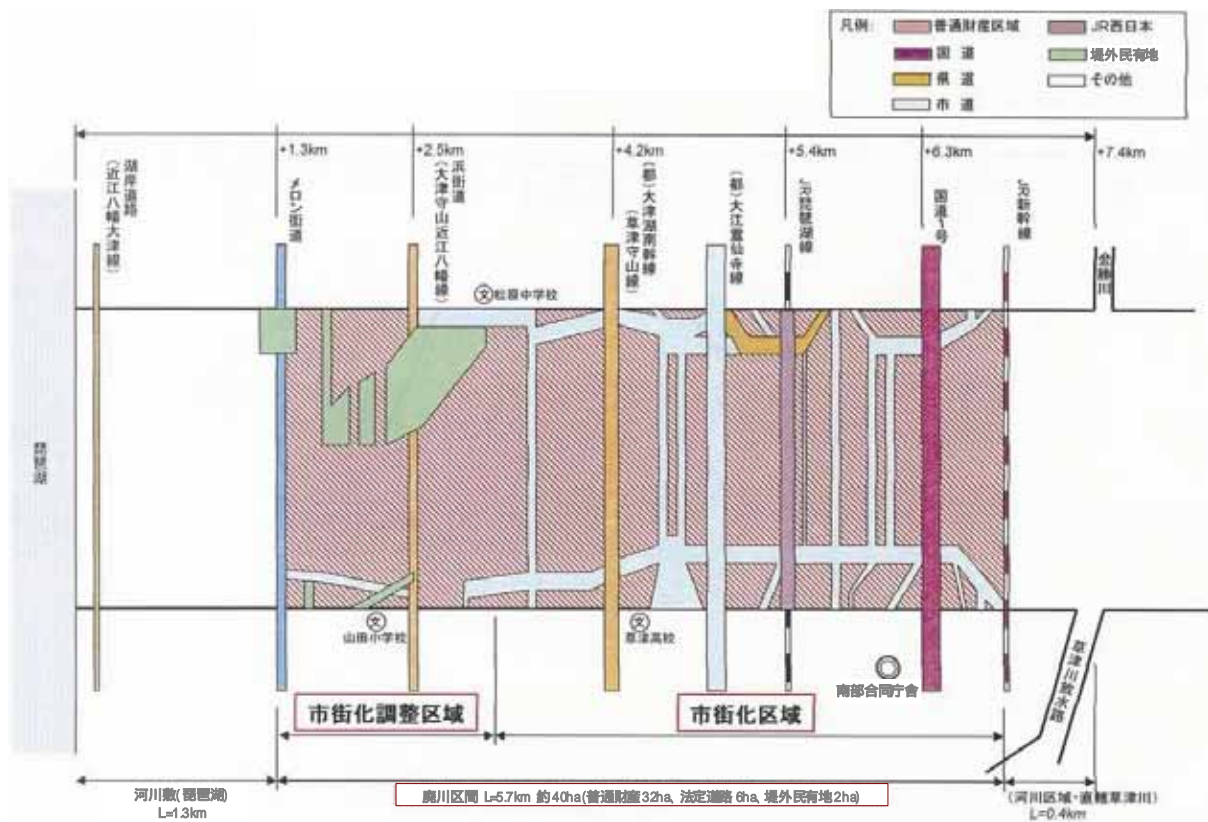 凡例:
普通財産区域
国 道
県 道
市 道
JR西日本
堤外民有地
その他
+1.3km
+2.5km
+4.2km
+5.4km
+6.3km
+7.4km
湖岸道路
(近江八幡大津線)
メロン街道
浜街道
(大津守山近江八幡線)
(都)大津湖南幹線
(草津守山線)
(都)大江霊仙寺線
JR琵琶湖線
国道1号
JR新幹線
金勝川
文 松原中学校
琵琶湖
文
山田小学校
文
草津高校
南部合同庁舎
草津川放水路
市街化調整区域
市街化区域
河川敷(琵琶湖)
L=1.3km
廃川区間 L=5.7km 約40ha(普通財産32ha, 法定道路6ha, 堤外民有地2ha)
(河川区域・直轄草津川)
L=0.4km